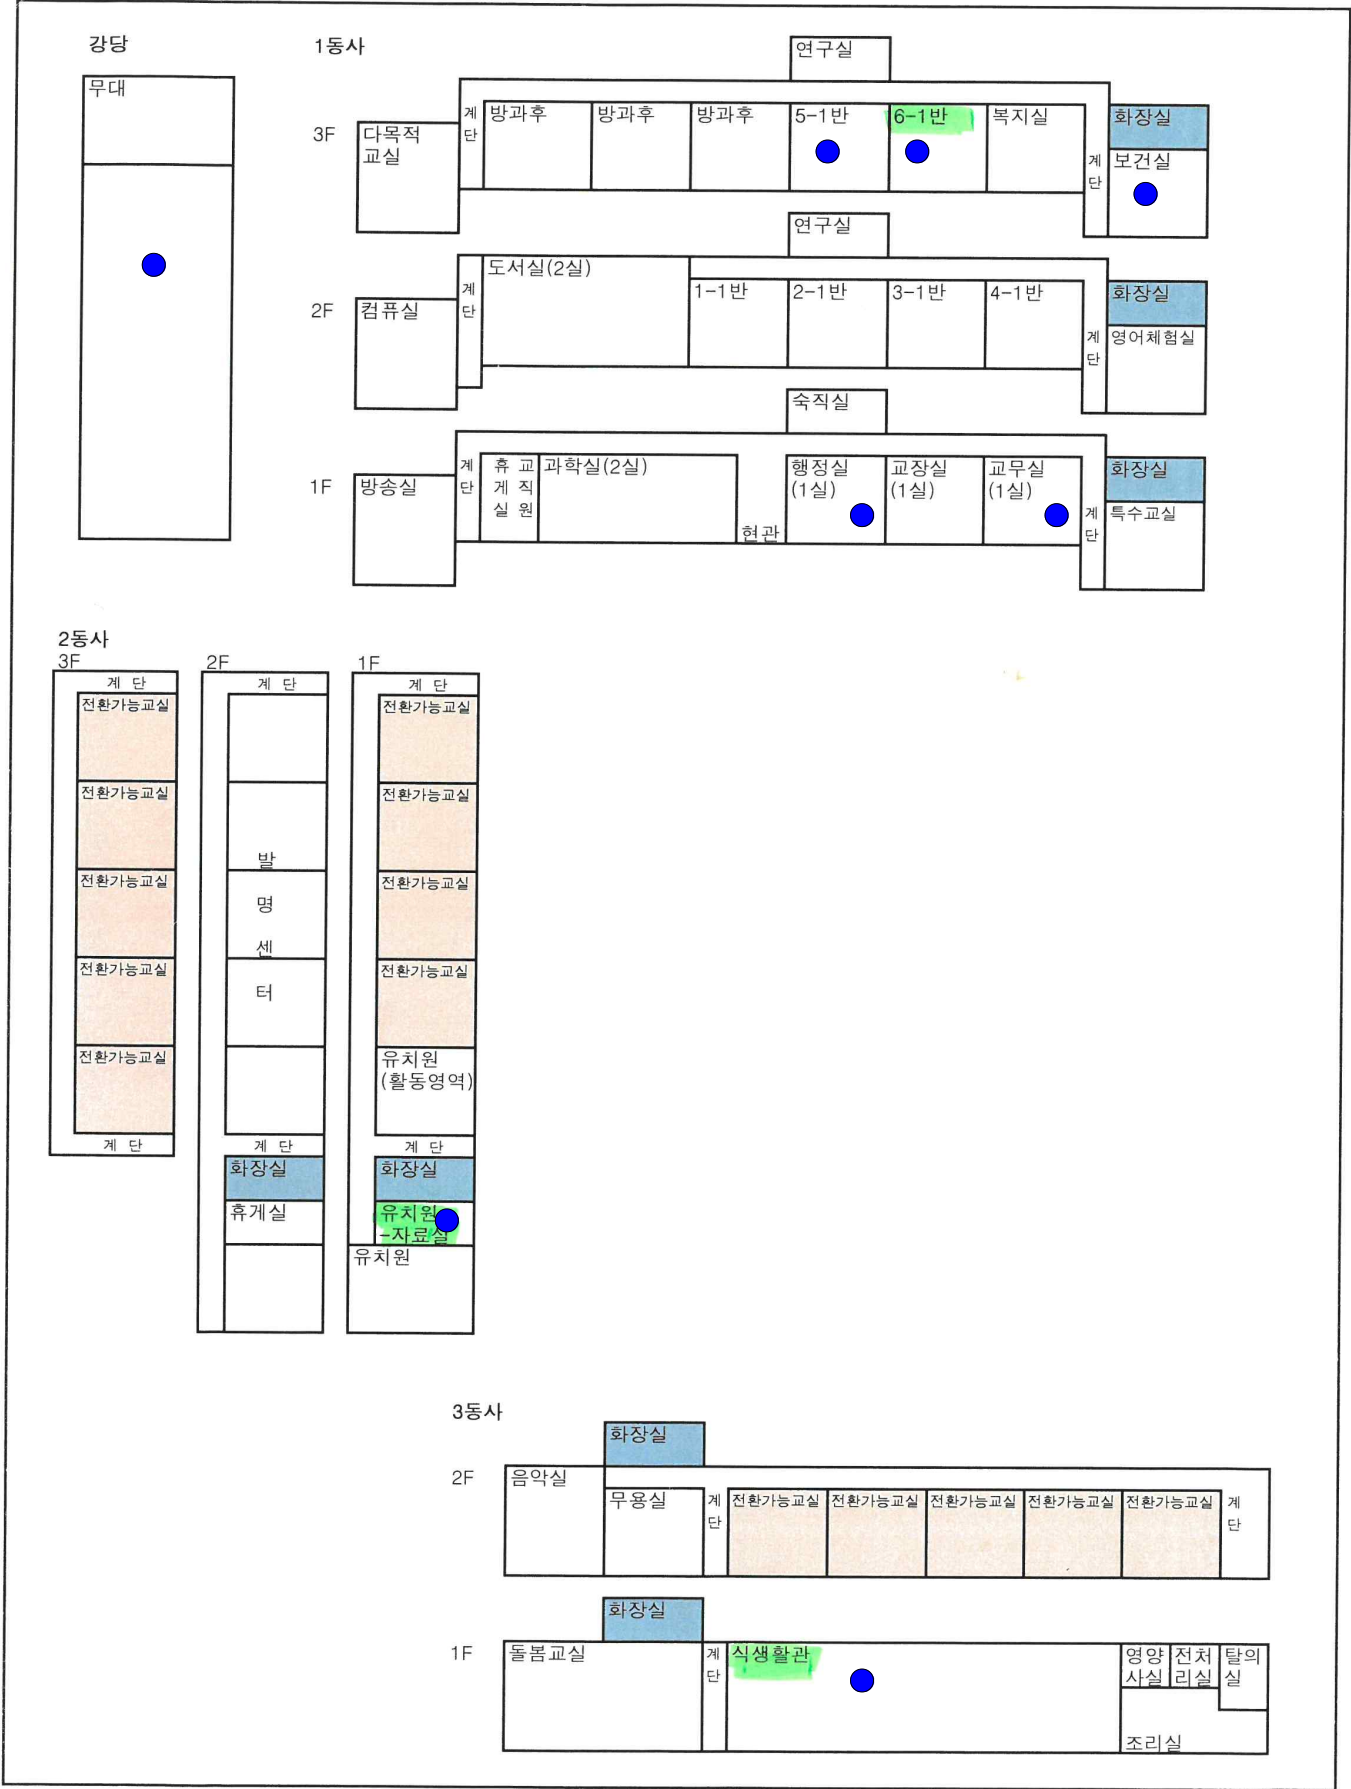 강당
무대
1동사
연구실
3F
다목적
교실
계
단
방과후
방과후
방과후
5-1반
6-1반
복지실
계
단
화장실
보건실
연구실
2F
컴퓨실
계
단
도서실(2실)
1-1반
2-1반
3-1반
4-1반
계
단
화장실
영어체험실
숙직실
1F
방송실
계
단
휴 교
게 직
실 원
과학실(2실)
현관
행정실
(1실)
교장실
(1실)
교무실
(1실)
계
단
화장실
특수교실
2동사
3F
계 단
전환가능교실
전환가능교실
전환가능교실
전환가능교실
전환가능교실
계 단
2F
계 단
발
명
센
터
계 단
화장실
휴게실
1F
계 단
전환가능교실
전환가능교실
전환가능교실
전환가능교실
유치원
(활동영역)
계 단
화장실
유치원
-자료실
유치원
3동사
화장실
2F
음악실
무용실
계
단
전환가능교실
전환가능교실
전환가능교실
전환가능교실
전환가능교실
계
단
화장실
1F
돌봄교실
계
단
식생활관
영양
사실
전처
리실
탈의
실
조리실